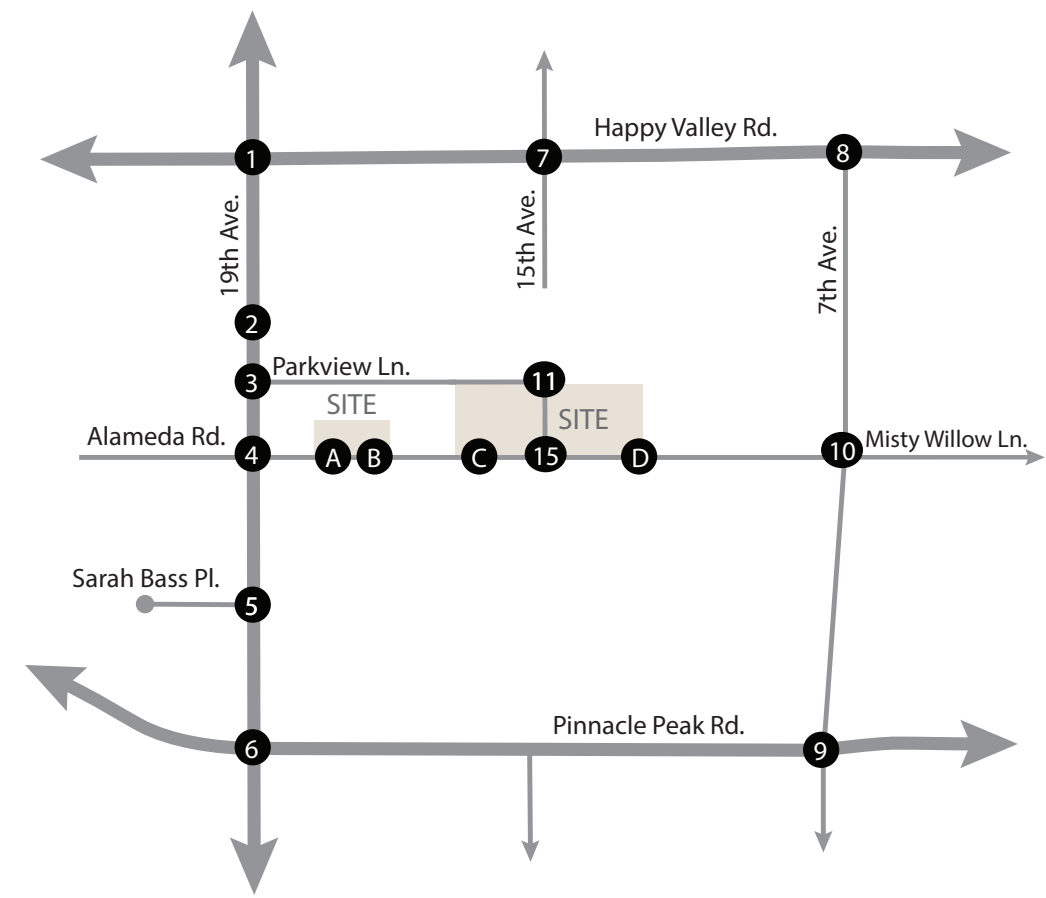 Happy Valley Rd.
1
7
8
19th Ave.
15th Ave.
7th Ave.
2
Parkview Ln.
3
11
SITE
SITE
Alameda Rd.
4
A
B
C
15
D
10
Misty Willow Ln.
Sarah Bass Pl.
5
Pinnacle Peak Rd.
6
9